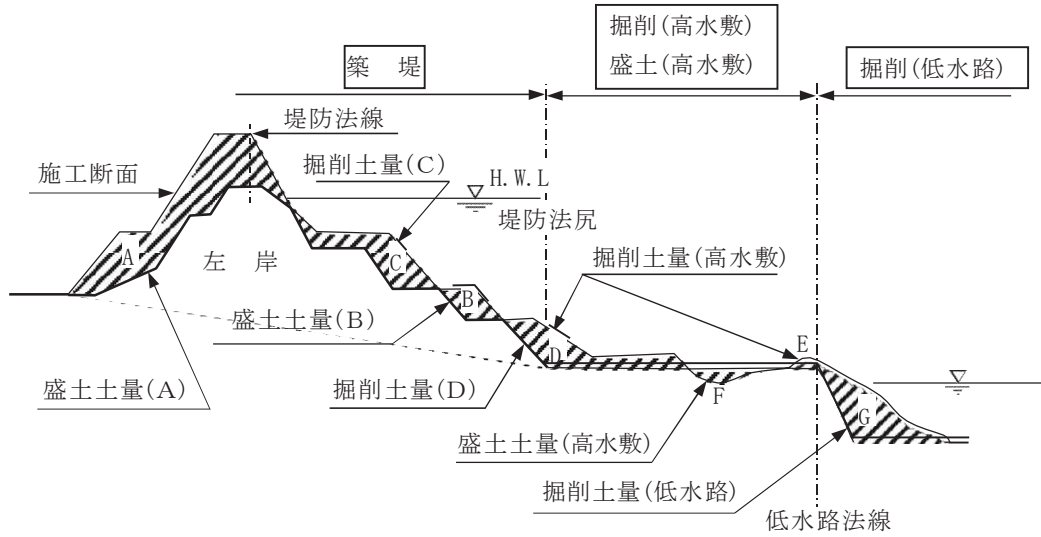 築 堤
掘削(高水敷)
盛土(高水敷)
掘削(低水路)
堤防法線
掘削土量(C)
施工断面
H.W.L
堤防法尻
掘削土量(高水敷)
A
左 岸
C
B
盛土土量(B)
E
D
盛土土量(A)
掘削土量(D)
F
G
盛土土量(高水敷)
掘削土量(低水路)
低水路法線